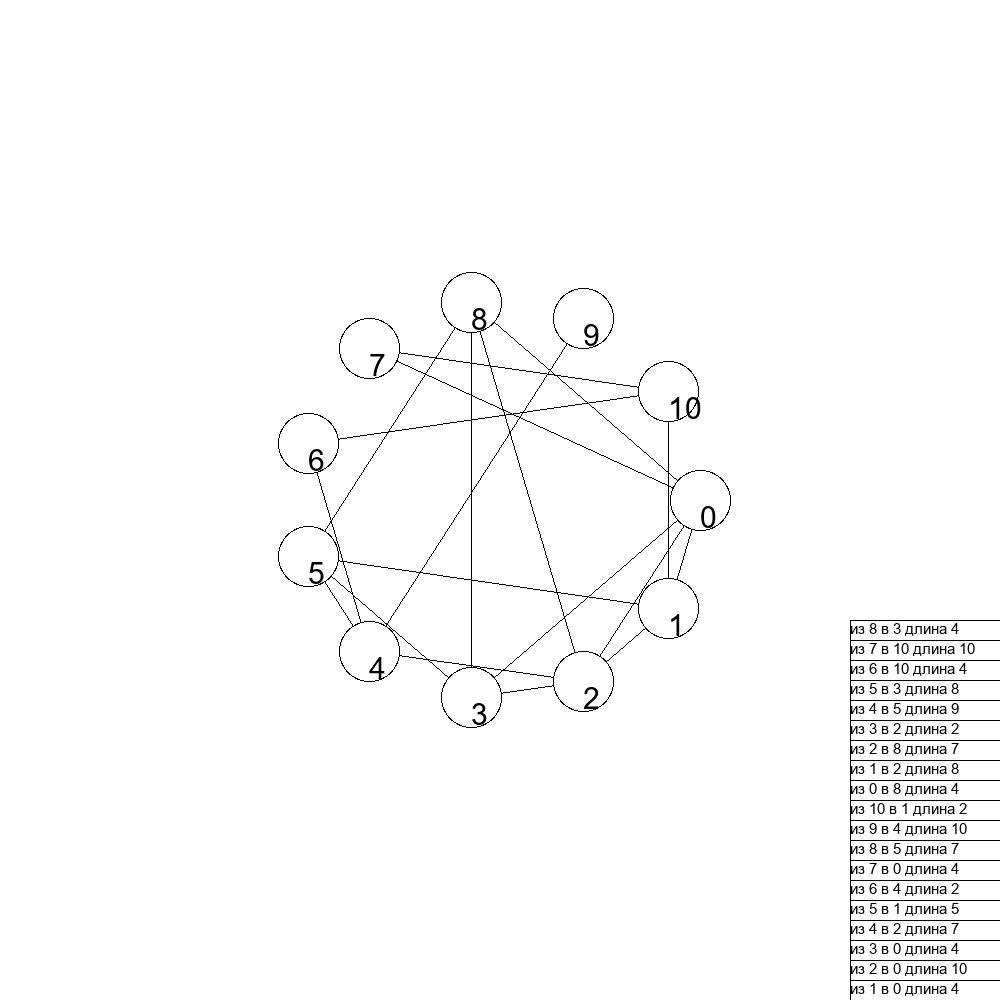 8
9
7
10
6
0
5
1
4
2
3
из 8 в 3 длина 4
из 7 в 10 длина 10
из 6 в 10 длина 4
из 5 в 3 длина 8
из 4 в 5 длина 9
из 3 в 2 длина 2
из 2 в 8 длина 7
из 1 в 2 длина 8
из 0 в 8 длина 4
из 10 в 1 длина 2
из 9 в 4 длина 10
из 8 в 5 длина 7
из 7 в 0 длина 4
из 6 в 4 длина 2
из 5 в 1 длина 5
из 4 в 2 длина 7
из 3 в 0 длина 4
из 2 в 0 длина 10
из 1 в 0 длина 4